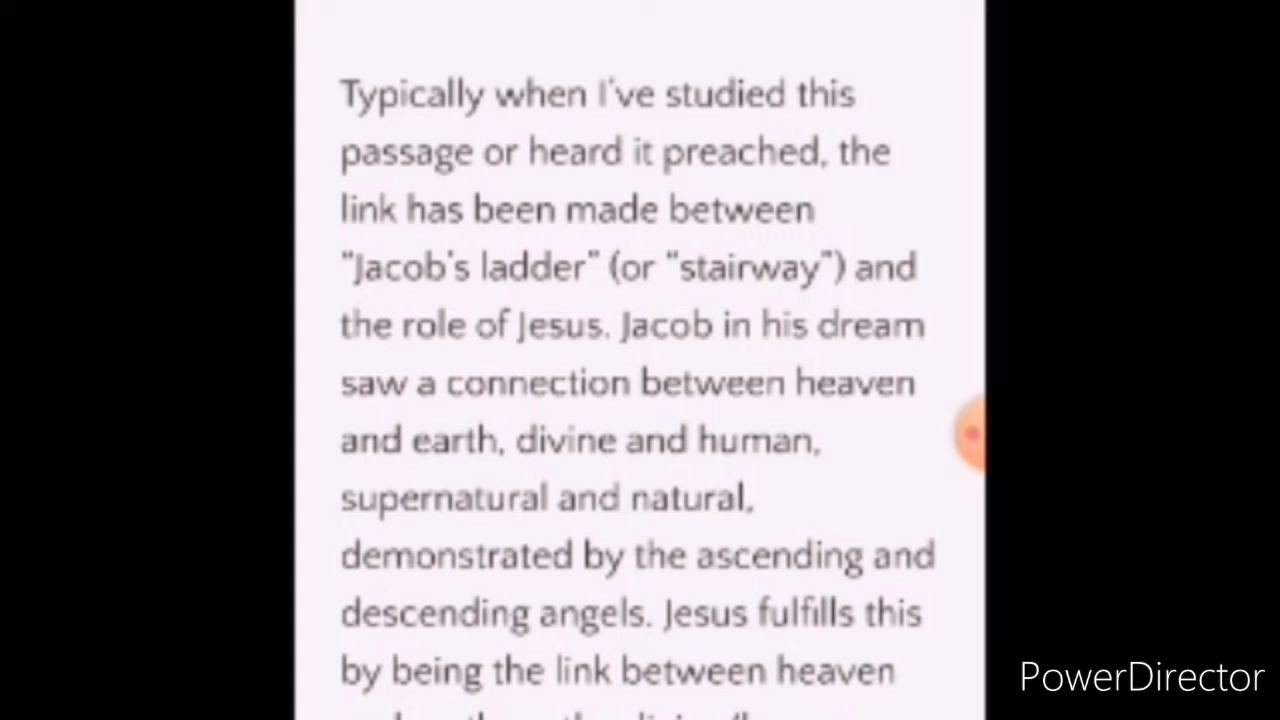 Typically when I've studied this
passage or heard it preached, the
link has been made between
"Jacob's ladder" (or "stairway") and
the role of Jesus. Jacob in his dream
saw a connection between heaven
and earth, divine and human,
supernatural and natural,
demonstrated by the ascending and
descending angels. Jesus fulfills this
by being the link between heaven
PowerDirector